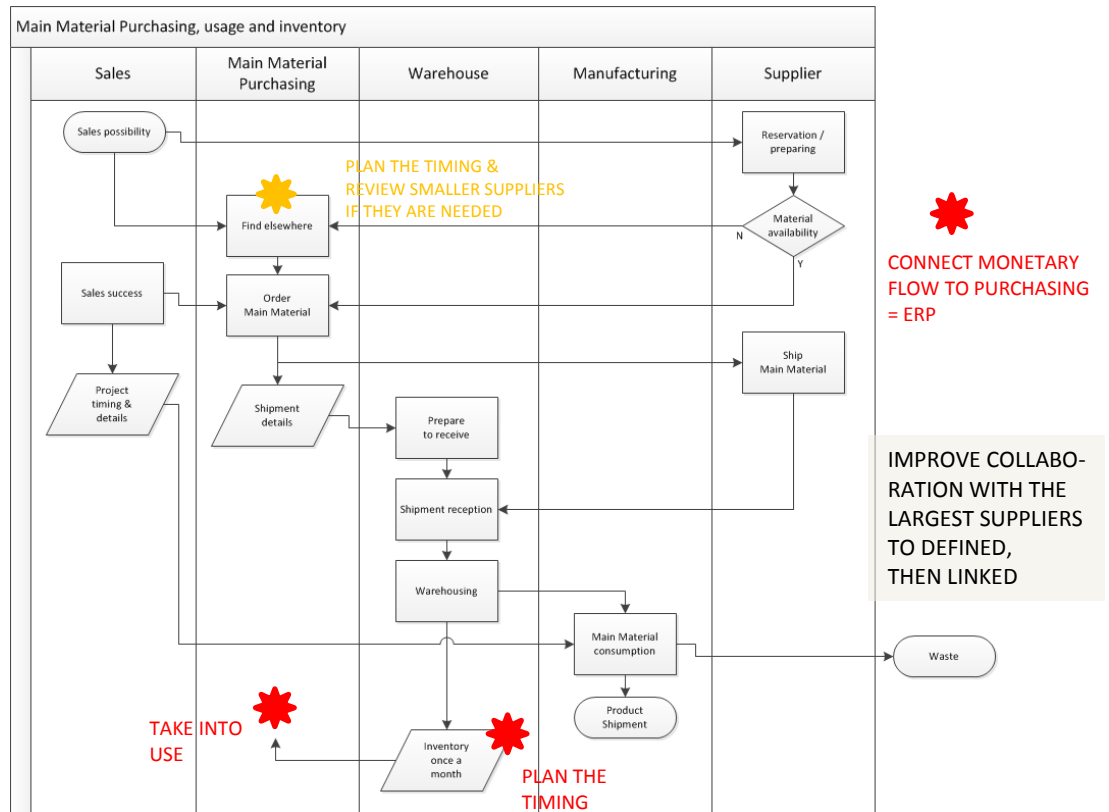 Main Material Purchasing, usage and inventory
Sales
Main Material
Purchasing
Warehouse
Manufacturing
Supplier
Sales possibility
Reservation /
preparing
PLAN THE TIMING &
REVIEW SMALLER SUPPLIERS
IF THEY ARE NEEDED
Find elsewhere
Material
availability
N
Y
CONNECT MONETARY
FLOW TO PURCHASING
= ERP
Sales success
Order
Main Material
Ship
Main Material
Project
timing &
details
Shipment
details
Prepare
to receive
IMPROVE COLLABO-
RATION WITH THE
LARGEST SUPPLIERS
TO DEFINED,
THEN LINKED
Shipment reception
Warehousing
Main Material
consumption
Waste
Product
Shipment
TAKE INTO
USE
Inventory
once a
month
PLAN THE
TIMING